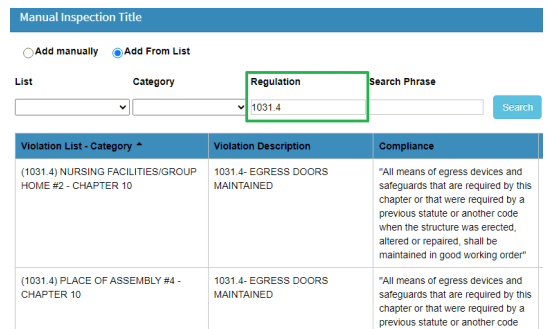 Manual Inspection Title
Add manually Add From List
List Category Regulation Search Phrase
1031.4 Search
Violation List - Category Violation Description Compliance
(1031.4) NURSING FACILITIES/GROUP
HOME #2 - CHAPTER 10
1031.4- EGRESS DOORS
MAINTAINED
"All means of egress devices and
safeguards that are required by this
chapter or that were required by a
previous statute or another code
when the structure was erected,
altered or repaired, shall be
maintained in good working order"
(1031.4) PLACE OF ASSEMBLY #4 -
CHAPTER 10
1031.4- EGRESS DOORS
MAINTAINED
"All means of egress devices and
safeguards that are required by this
chapter or that were required by a
previous statute or another code